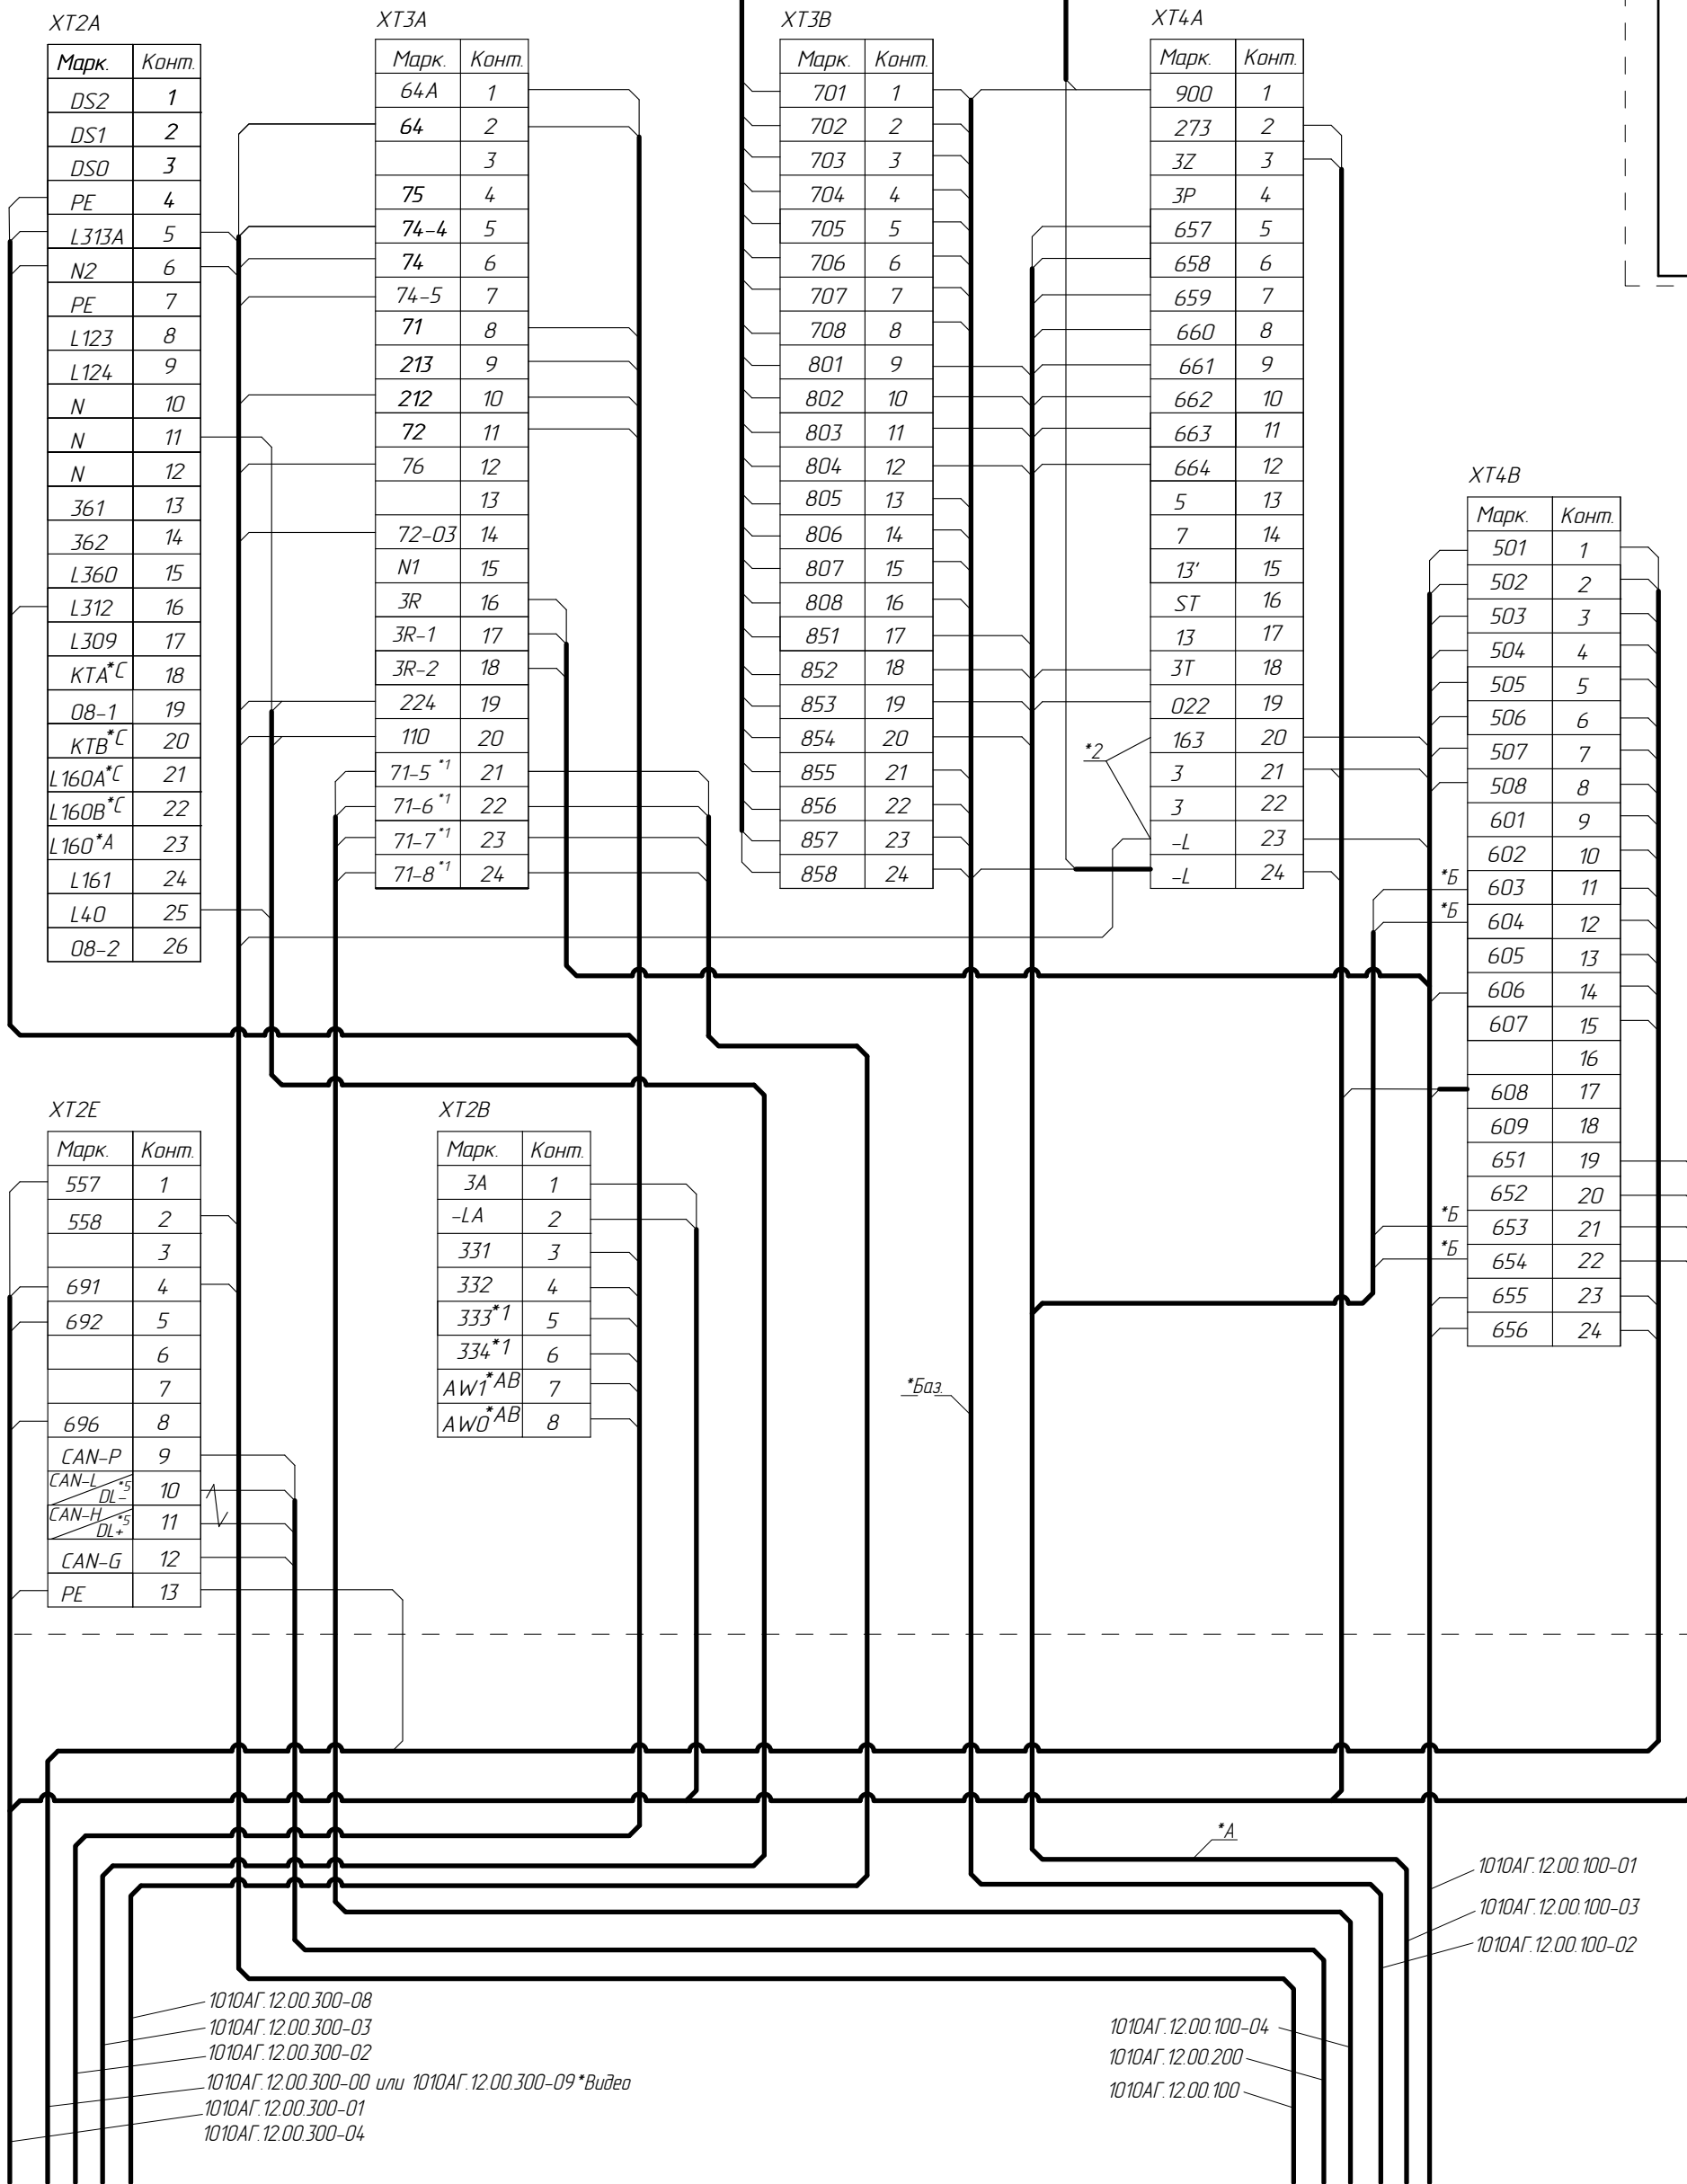 XT2A
Марк. Конт.
DS2 1
DS1 2
DS0 3
PE 4
L313A 5
N2 6
PE 7
L123 8
L124 9
N 10
N 11
N 12
361 13
362 14
L360 15
L312 16
L309 17
KTA*C 18
08-1 19
KTB*C 20
L160A*C 21
L160B*C 22
L160*A 23
L161 24
L40 25
08-2 26
XT3A
Марк. Конт.
64A 1
64 2
3
75 4
74-4 5
74 6
74-5 7
71 8
213 9
212 10
72 11
76 12
13
72-03 14
N1 15
3R 16
3R-1 17
3R-2 18
224 19
110 20
71-5 *1 21
71-6 *1 22
71-7 *1 23
71-8 *1 24
XT3B
Марк. Конт.
701 1
702 2
703 3
704 4
705 5
706 6
707 7
708 8
801 9
802 10
803 11
804 12
805 13
806 14
807 15
808 16
851 17
852 18
853 19
854 20
855 21
856 22
857 23
858 24
XT4A
Марк. Конт.
900 1
273 2
3Z 3
3P 4
657 5
658 6
659 7
660 8
661 9
662 10
663 11
664 12
5 13
7 14
13' 15
ST 16
13 17
3T 18
022 19
163 20
3 21
3 22
-L 23
-L 24
*2
XT4B
Марк. Конт.
501 1
502 2
503 3
504 4
505 5
506 6
507 7
508 8
601 9
602 10
*Б 603 11
*Б 604 12
605 13
606 14
607 15
16
608 17
609 18
651 19
652 20
*Б 653 21
*Б 654 22
655 23
656 24
XT2E
Марк. Конт.
557 1
558 2
3
691 4
692 5
6
7
696 8
CAN-P 9
CAN-L DL- *5 10
CAN-H DL+ *5 11
CAN-G 12
PE 13
XT2B
Марк. Конт.
3A 1
-LA 2
331 3
332 4
333*1 5
334*1 6
AW1*AB 7
AW0*AB 8
*Баз.
*А
1010АГ.12.00.100-01
1010АГ.12.00.100-03
1010АГ.12.00.100-02
1010АГ.12.00.300-08
1010АГ.12.00.300-03
1010АГ.12.00.300-02
1010АГ.12.00.300-00 или 1010АГ.12.00.300-09*Видео
1010АГ.12.00.300-01
1010АГ.12.00.300-04
1010АГ.12.00.100-04
1010АГ.12.00.200
1010АГ.12.00.100